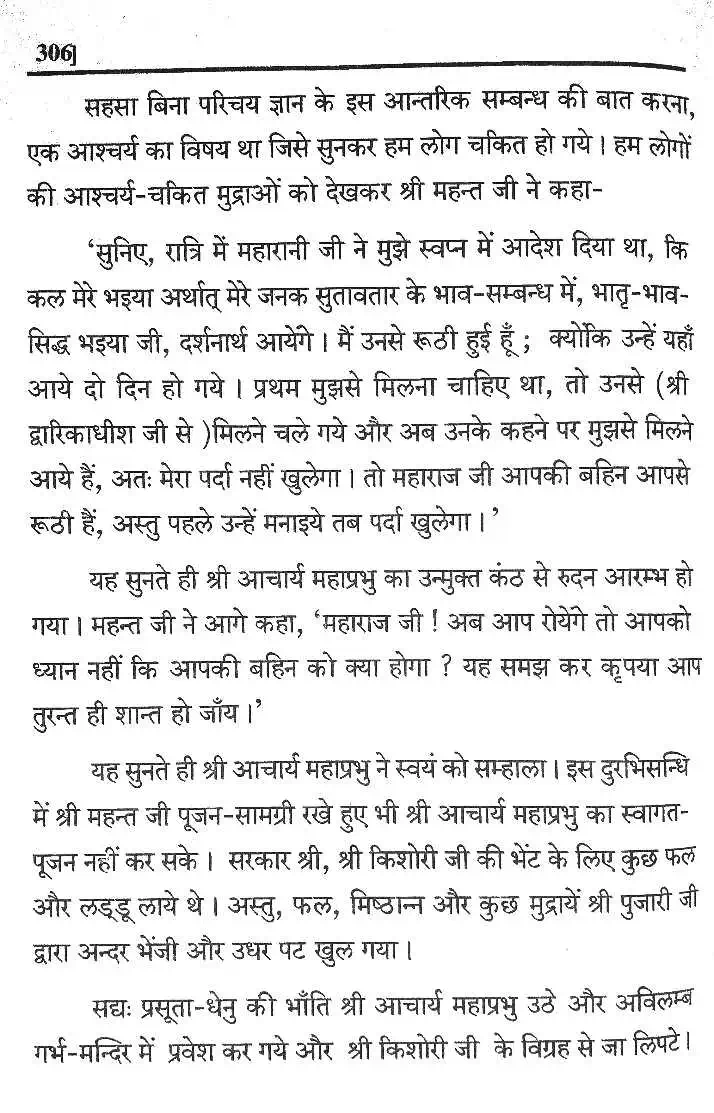 306]
सहसा बिना परिचय ज्ञान के इस आन्तरिक सम्बन्ध की बात करना,
एक आश्चर्य का विषय था जिसे सुनकर हम लोग चकित हो गये। हम लोगों
की आश्चर्य-चकित मुद्राओं को देखकर श्री महन्त जी ने कहा-
‘सुनिए, रात्रि में महारानी जी ने मुझे स्वप्न में आदेश दिया था, कि
कल मेरे भइया अर्थात् मेरे जनक सुतावतार के भाव-सम्बन्ध में, भातृ-भाव-
सिद्ध भइया जी, दर्शनार्थ आयेंगे। मैं उनसे रूठी हुई हूँ ; क्योंकि उन्हें यहाँ
आये दो दिन हो गये। प्रथम मुझसे मिलना चाहिए था, तो उनसे (श्री
द्वारिकाधीश जी से )मिलने चले गये और अब उनके कहने पर मुझसे मिलने
आये हैं, अतः मेरा पर्दा नहीं खुलेगा। तो महाराज जी आपकी बहिन आपसे
रूठी हैं, अस्तु पहले उन्हें मनाइये तब पर्दा खुलेगा।’
यह सुनते ही श्री आचार्य महाप्रभु का उन्मुक्त कंठ से रुदन आरम्भ हो
गया। महन्त जी ने आगे कहा, ‘महाराज जी ! अब आप रोयेंगे तो आपको
ध्यान नहीं कि आपकी बहिन को क्या होगा ? यह समझ कर कृपया आप
तुरन्त ही शान्त हो जाँय।’
यह सुनते ही श्री आचार्य महाप्रभु ने स्वयं को सम्हाला। इस दुरभिसन्धि
में श्री महन्त जी पूजन-सामग्री रखे हुए भी श्री आचार्य महाप्रभु का स्वागत-
पूजन नहीं कर सके। सरकार श्री, श्री किशोरी जी की भेंट के लिए कुछ फल
और लड्डू लाये थे। अस्तु, फल, मिष्ठान्न और कुछ मुद्रायें श्री पुजारी जी
द्वारा अन्दर भेंजी और उधर पट खुल गया।
सद्यः प्रसूता-धेनु की भाँति श्री आचार्य महाप्रभु उठे और अविलम्ब
गर्भ-मन्दिर में प्रवेश कर गये और श्री किशोरी जी के विग्रह से जा लिपटे।